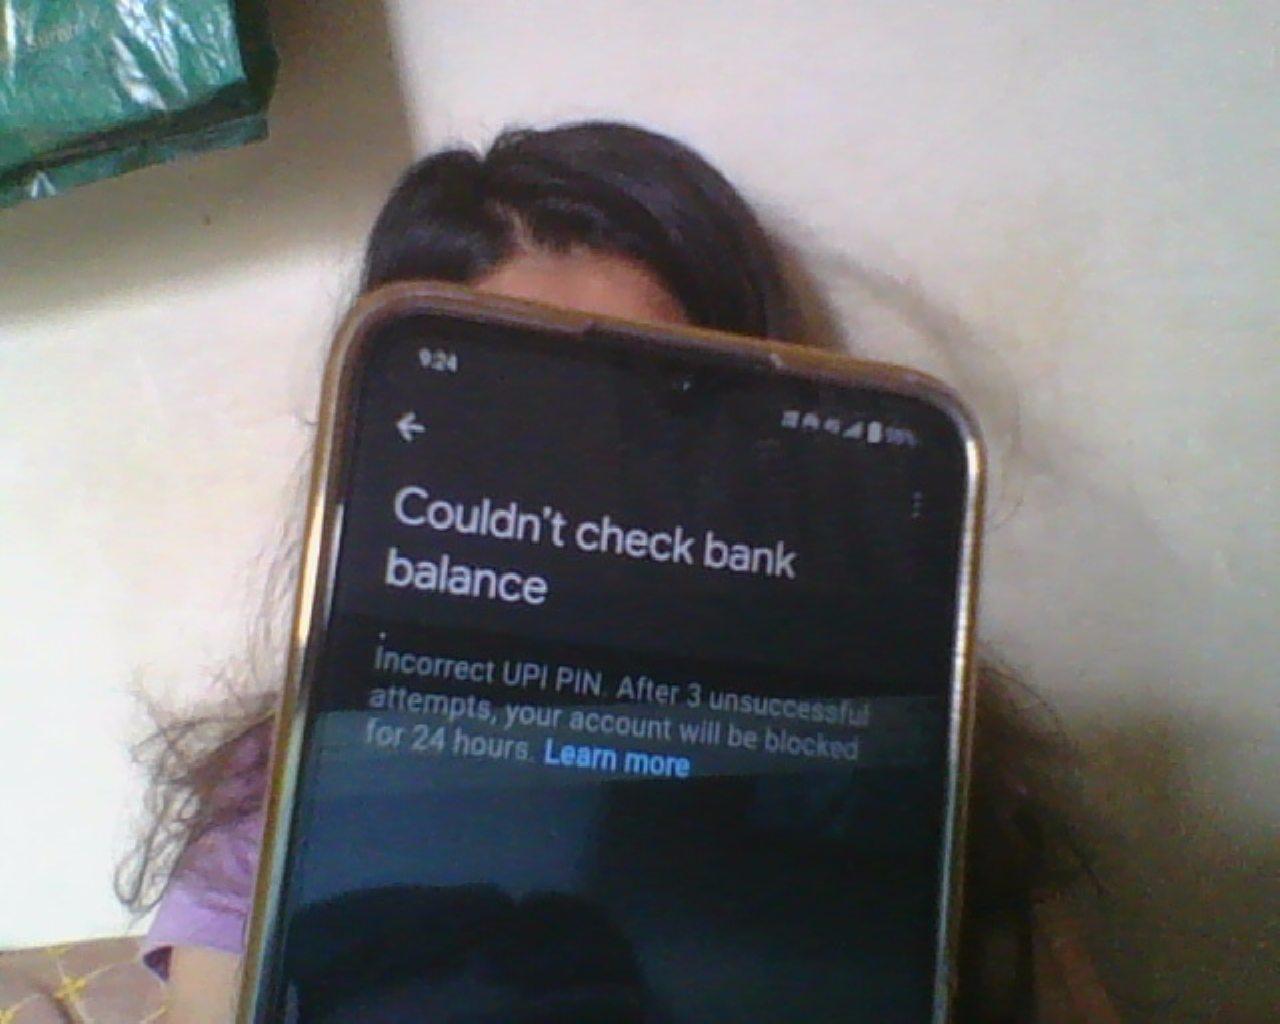 9:24
Couldn't check bank
balance
Incorrect UPI PIN. After 3 unsuccessful
attempts, your account will be blocked
for 24 hours. Learn more